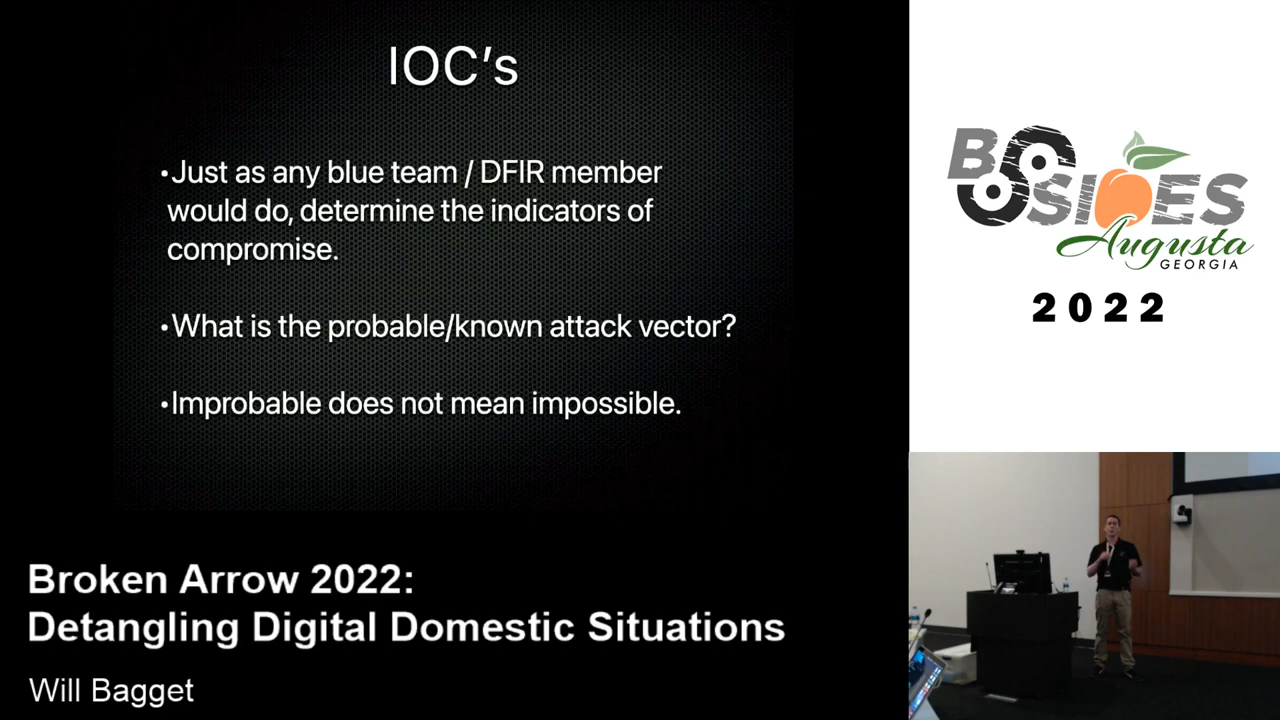 IOC's
•Just as any blue team / DFIR member
would do, determine the indicators of
compromise.
•What is the probable/known attack vector?
•Improbable does not mean impossible.
BSIDES
Augusta
GEORGIA
2022
Broken Arrow 2022:
Detangling Digital Domestic Situations
Will Bagget